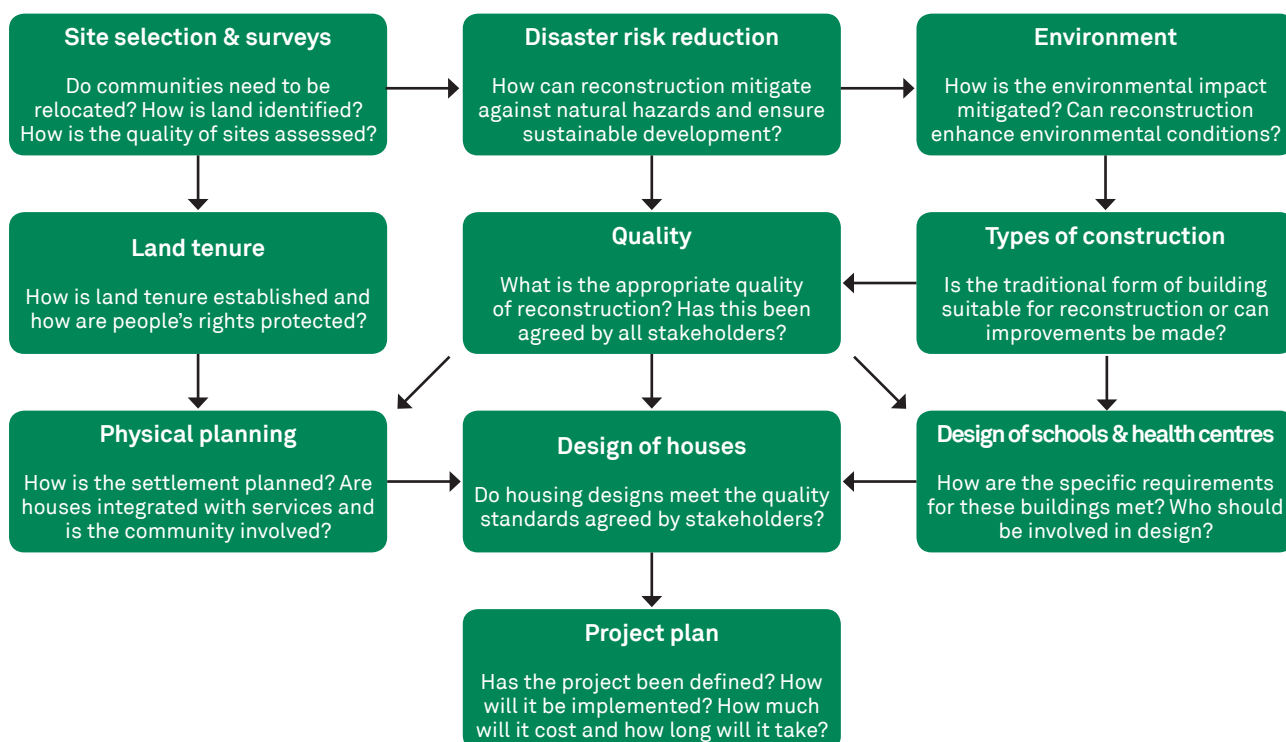 Site selection & surveys
Do communities need to be
relocated? How is land identified?
How is the quality of sites assessed?
Disaster risk reduction
How can reconstruction mitigate
against natural hazards and ensure
sustainable development?
Environment
How is the environmental impact
mitigated? Can reconstruction
enhance environmental conditions?
Land tenure
How is land tenure established and
how are people's rights protected?
Quality
What is the appropriate quality
of reconstruction? Has this been
agreed by all stakeholders?
Types of construction
Is the traditional form of building
suitable for reconstruction or can
improvements be made?
Physical planning
How is the settlement planned? Are
houses integrated with services and
is the community involved?
Design of houses
Do housing designs meet the quality
standards agreed by stakeholders?
Design of schools & health centres
How are the specific requirements
for these buildings met? Who should
be involved in design?
Project plan
Has the project been defined? How
will it be implemented? How much
will it cost and how long will it take?